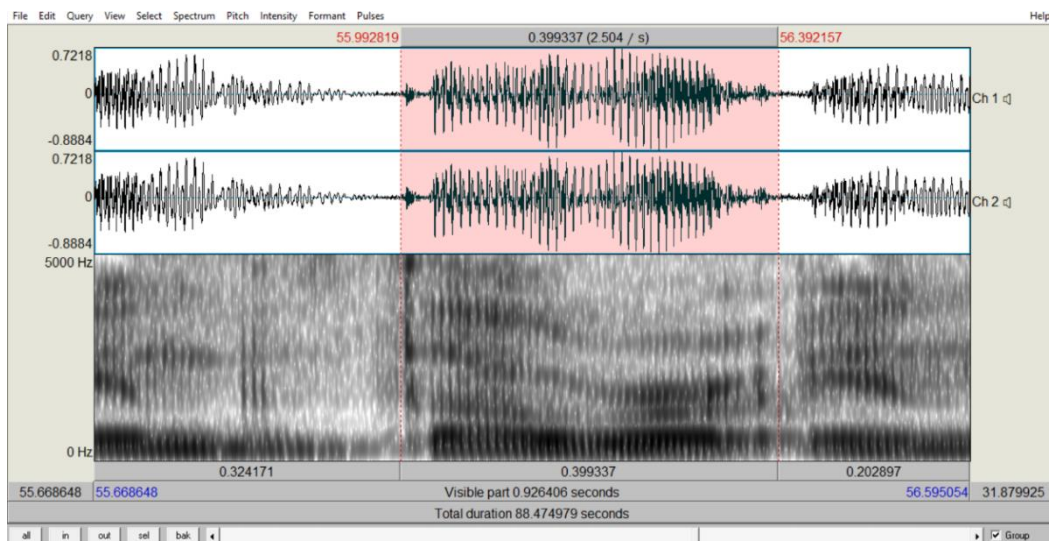 File Edit Query View Select Spectrum Pitch Intensity Formant Pulses Help
55.992819 0.399337 (2.504 / s) 56.392157
0.7218
0
-0.8884
Ch 1
0.7218
0
-0.8884
Ch 2
5000 Hz
0 Hz
0.324171 0.399337 0.202897
55.668648 55.668648 Visible part 0.926406 seconds 56.595054 31.879925
Total duration 88.474979 seconds
all in out sel bak Group